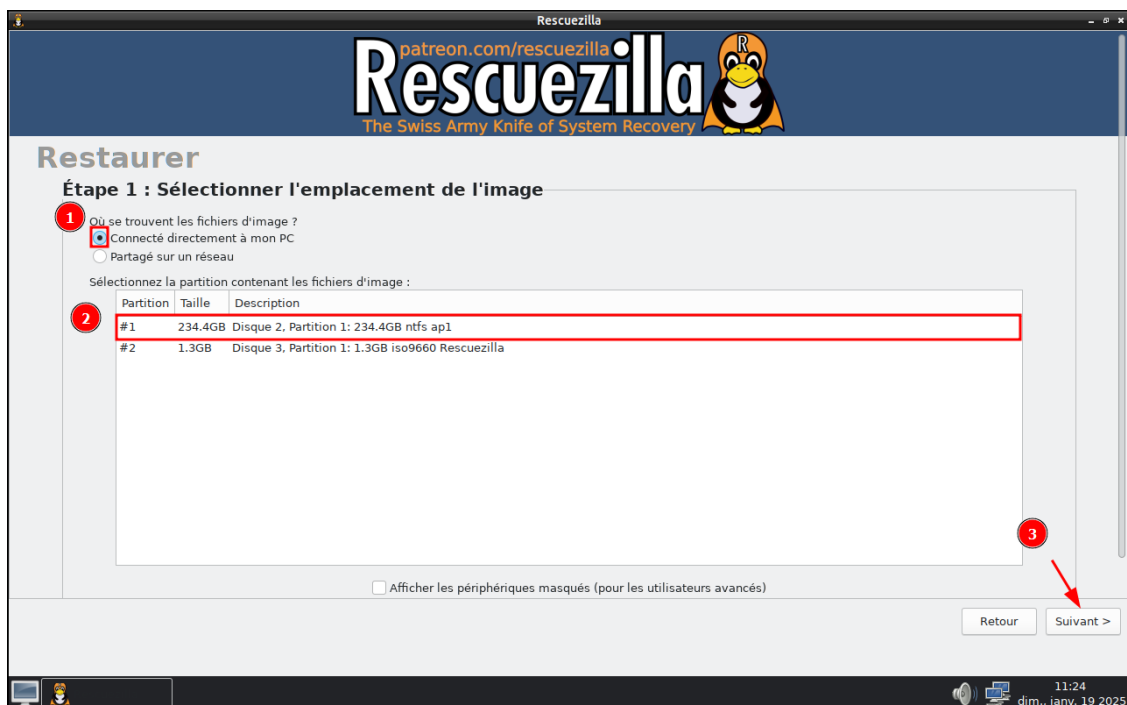 Rescuezilla
patreon.com/rescuezilla
Rescuezilla
R
The Swiss Army Knife of System Recovery
Restaurer
Étape 1 : Sélectionner l'emplacement de l'image
1
Où se trouvent les fichiers d'image ?
Connecté directement à mon PC
Partagé sur un réseau
Sélectionnez la partition contenant les fichiers d'image :
Partition Taille Description
2
#1 234.4GB Disque 2, Partition 1: 234.4GB ntfs ap1
#2 1.3GB Disque 3, Partition 1: 1.3GB iso9660 Rescuezilla
3
Afficher les périphériques masqués (pour les utilisateurs avancés)
Retour Suivant >
11:24
dim., janv. 19 2025